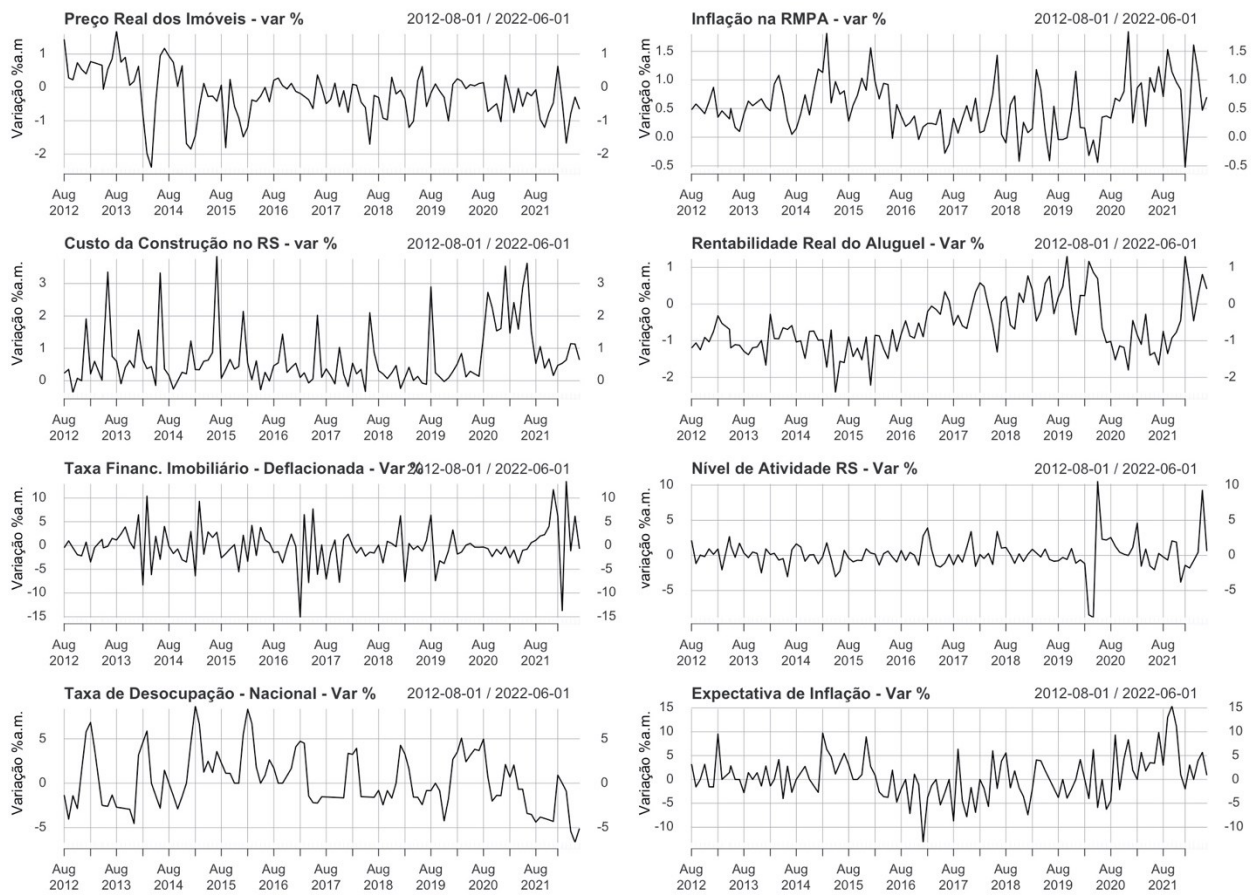 Preço Real dos Imóveis - var % 2012-08-01 / 2022-06-01
Variação %a.m
1 1
0 0
-1 -1
-2 -2
Aug Aug Aug Aug Aug Aug Aug Aug Aug Aug
2012 2013 2014 2015 2016 2017 2018 2019 2020 2021
Inflação na RMPA - var % 2012-08-01 / 2022-06-01
Variação %a.m.
1.5 1.5
1.0 1.0
0.5 0.5
0.0 0.0
-0.5 -0.5
Aug Aug Aug Aug Aug Aug Aug Aug Aug Aug
2012 2013 2014 2015 2016 2017 2018 2019 2020 2021
Custo da Construção no RS - var % 2012-08-01 / 2022-06-01
Variação %a.m.
3 3
2 2
1 1
0 0
Aug Aug Aug Aug Aug Aug Aug Aug Aug Aug
2012 2013 2014 2015 2016 2017 2018 2019 2020 2021
Rentabilidade Real do Aluguel - Var % 2012-08-01 / 2022-06-01
Variação %a.m.
1 1
0 0
-1 -1
-2 -2
Aug Aug Aug Aug Aug Aug Aug Aug Aug Aug
2012 2013 2014 2015 2016 2017 2018 2019 2020 2021
Taxa Financ. Imobiliário - Deflacionada - Var % 2012-08-01 / 2022-06-01
Variação %a.m.
10 10
5 5
0 0
-5 -5
-10 -10
-15 -15
Aug Aug Aug Aug Aug Aug Aug Aug Aug Aug
2012 2013 2014 2015 2016 2017 2018 2019 2020 2021
Nível de Atividade RS - Var % 2012-08-01 / 2022-06-01
variação %a.m.
10 10
5 5
0 0
-5 -5
Aug Aug Aug Aug Aug Aug Aug Aug Aug Aug
2012 2013 2014 2015 2016 2017 2018 2019 2020 2021
Taxa de Desocupação - Nacional - Var % 2012-08-01 / 2022-06-01
Variação %a.m.
5 5
0 0
-5 -5
Aug Aug Aug Aug Aug Aug Aug Aug Aug Aug
2012 2013 2014 2015 2016 2017 2018 2019 2020 2021
Expectativa de Inflação - Var % 2012-08-01 / 2022-06-01
Variação %a.m.
15 15
10 10
5 5
0 0
-5 -5
-10 -10
Aug Aug Aug Aug Aug Aug Aug Aug Aug Aug
2012 2013 2014 2015 2016 2017 2018 2019 2020 2021